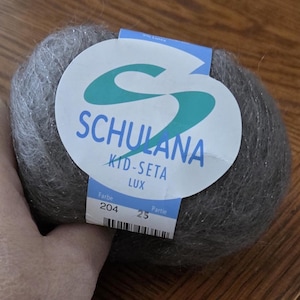 SCHULANA
KID-SETA
LUX
Farbe Partie
204 25